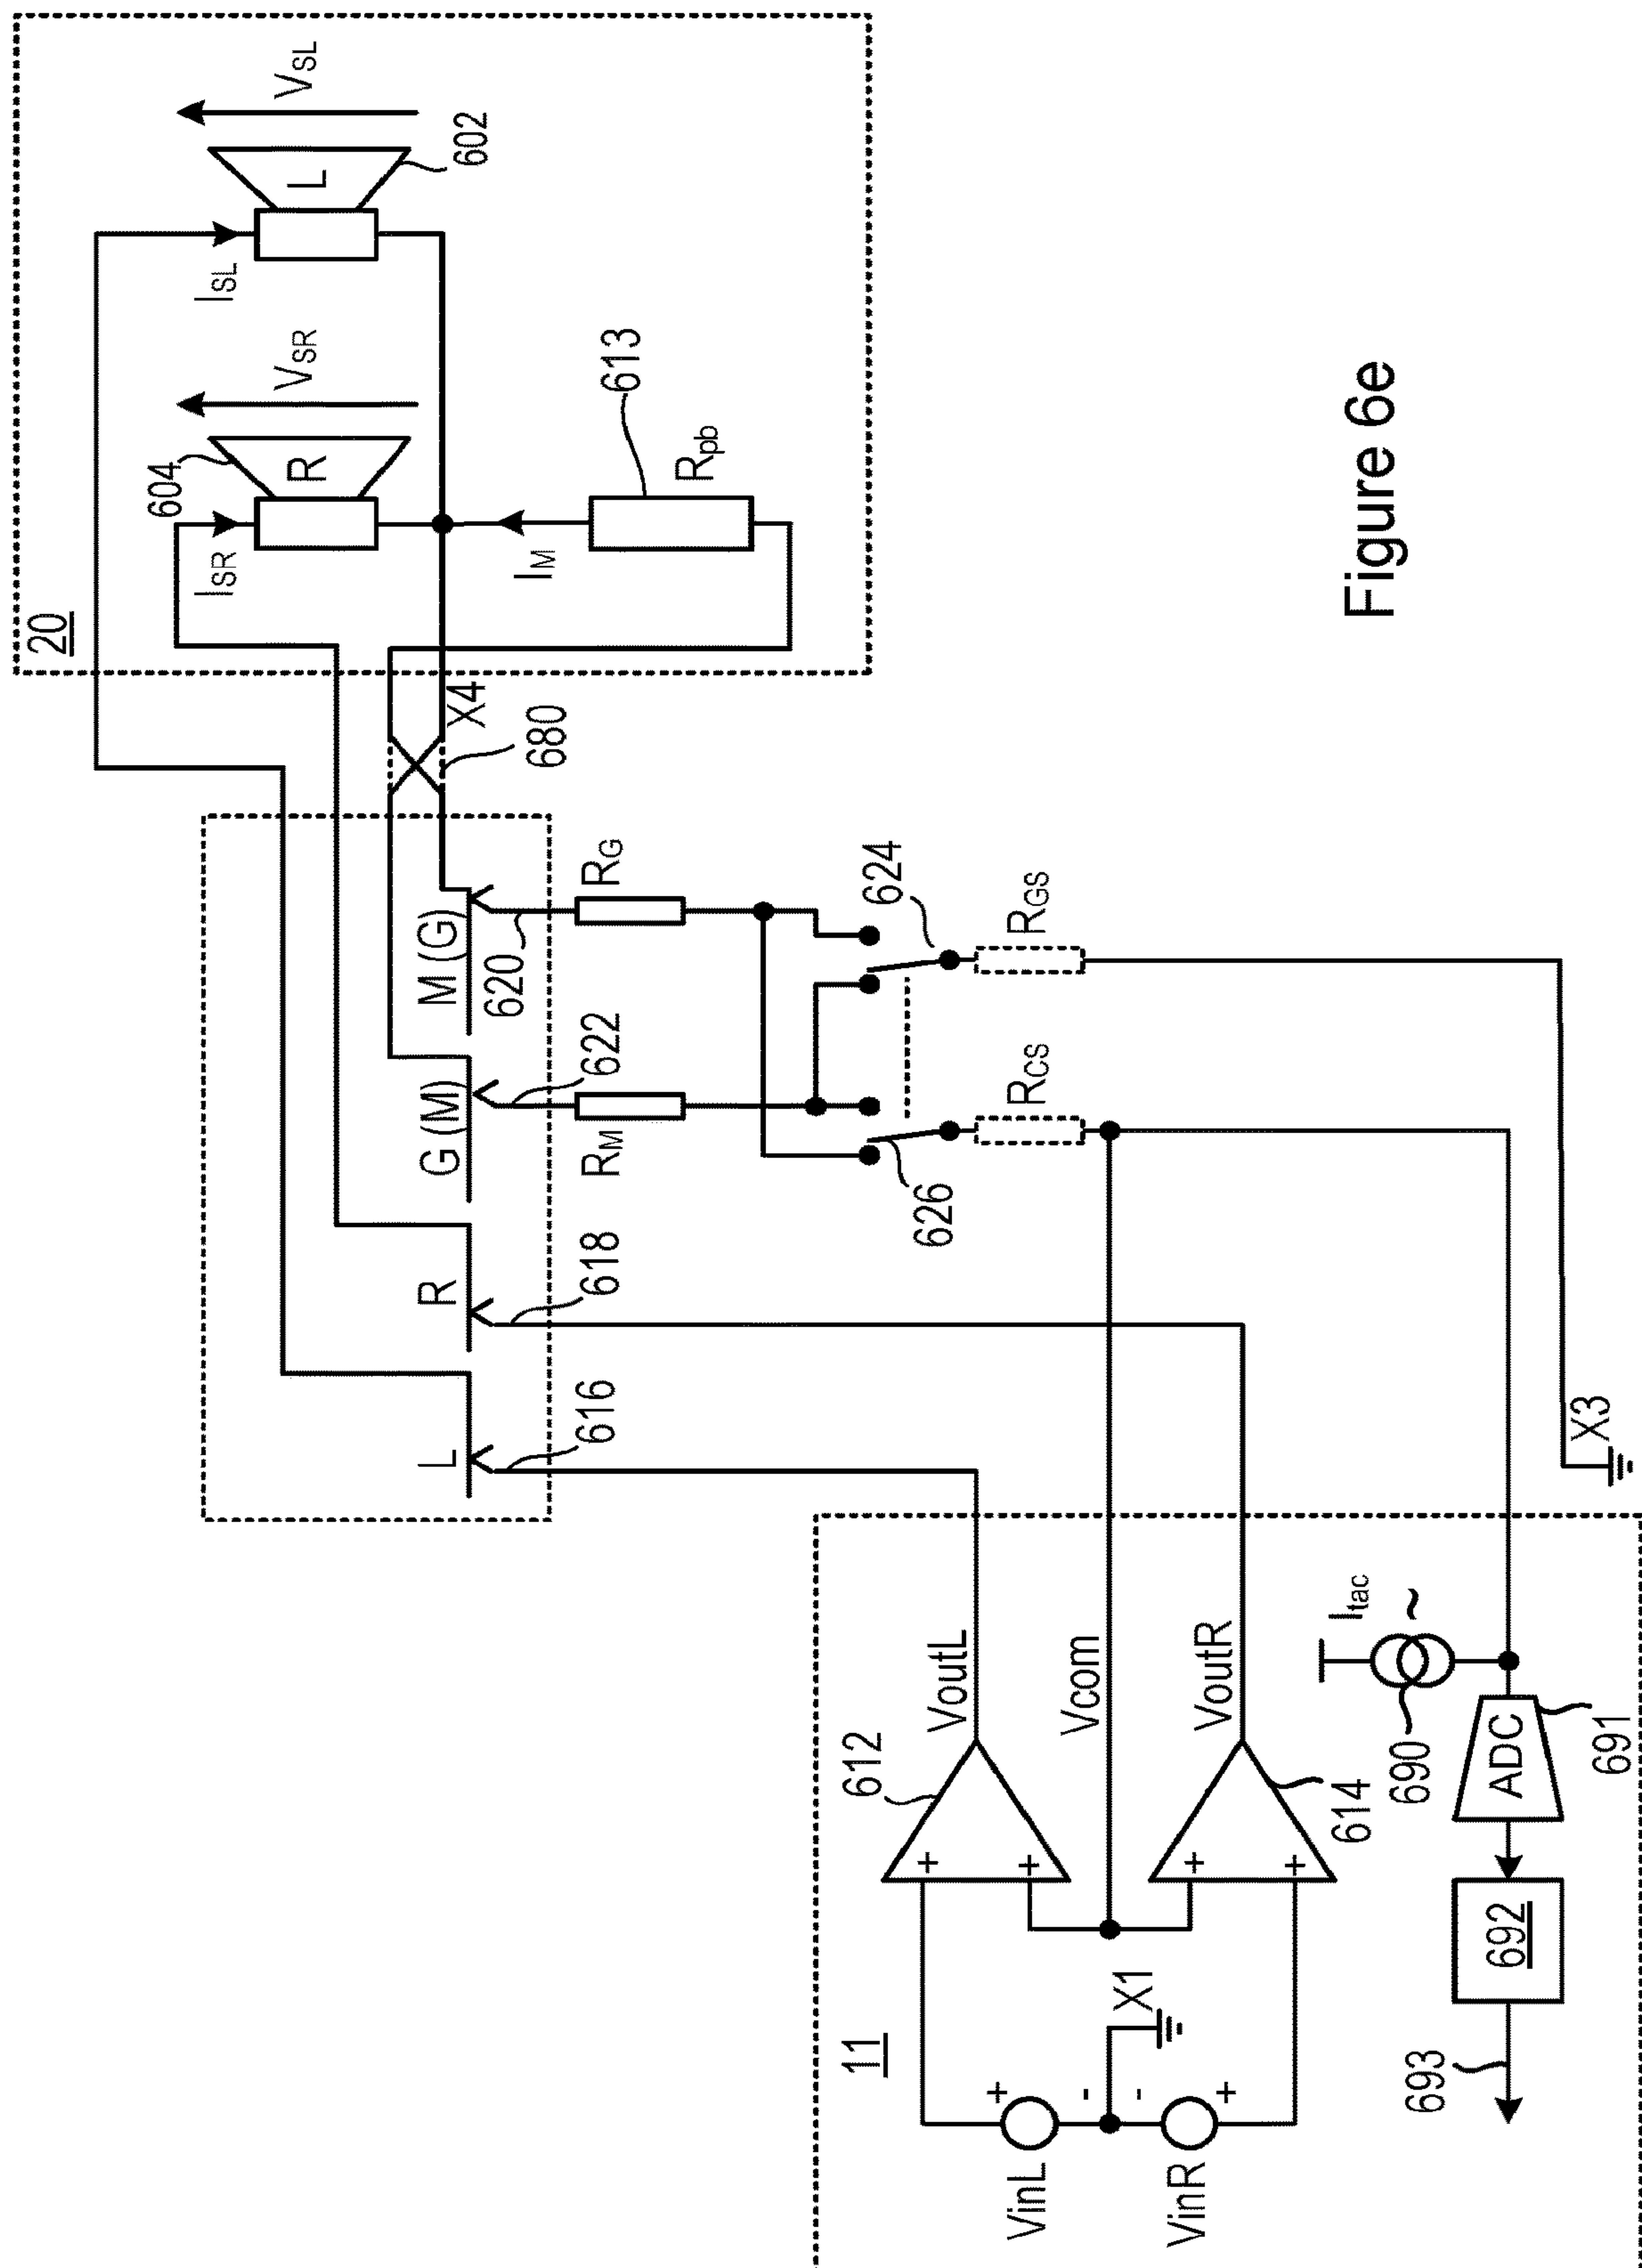 20
V_SL
602
L
I_SL
V_SR
604
R
I_SR
613
R_pb
I_M
X4
680
L
R
G (M)
M (G)
616
618
622
620
R_M
R_G
626
624
R_CS
R_GS
X3
11
612
VoutL
+
+
Vcom
VoutR
+
+
614
X1
VinL
+
-
-
+
VinR
I_tac
~
690
ADC
691
692
693
Figure 6e